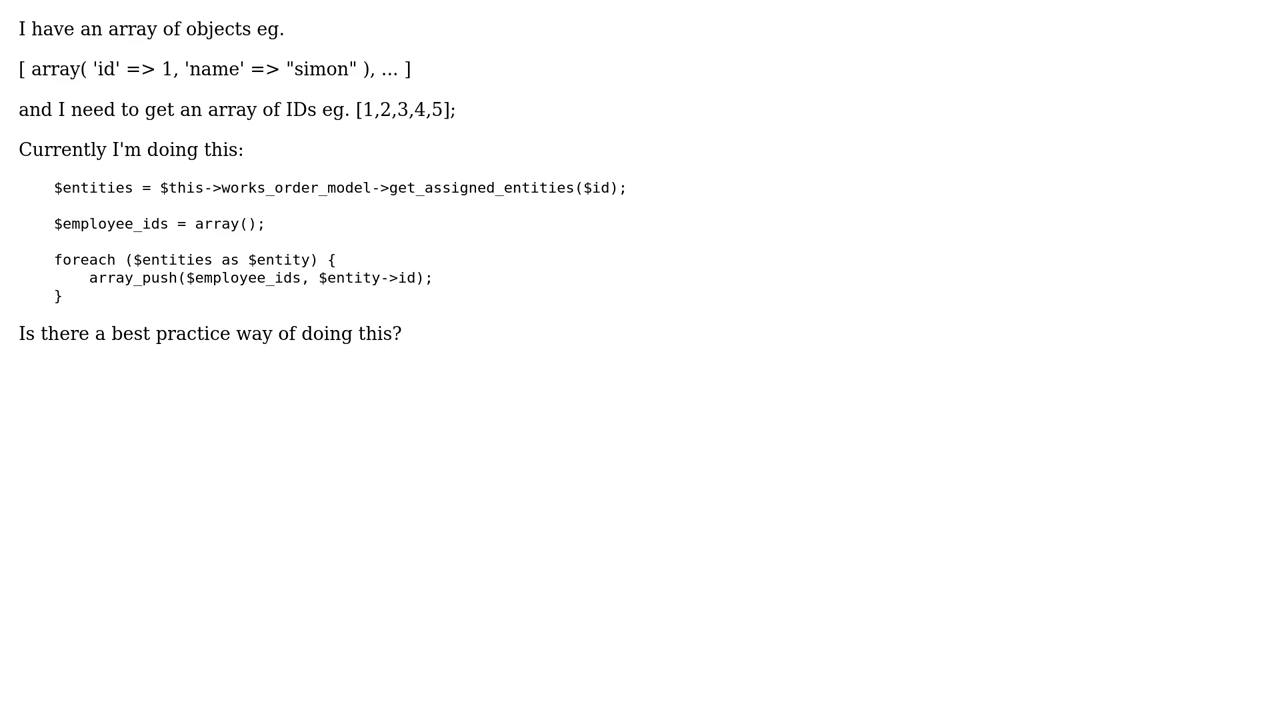 I have an array of objects eg.
[ array( 'id' => 1, 'name' => "simon" ), ... ]
and I need to get an array of IDs eg. [1,2,3,4,5];
Currently I'm doing this:
$entities = $this->works_order_model->get_assigned_entities($id);
$employee_ids = array();
foreach ($entities as $entity) {
    array_push($employee_ids, $entity->id);
}
Is there a best practice way of doing this?